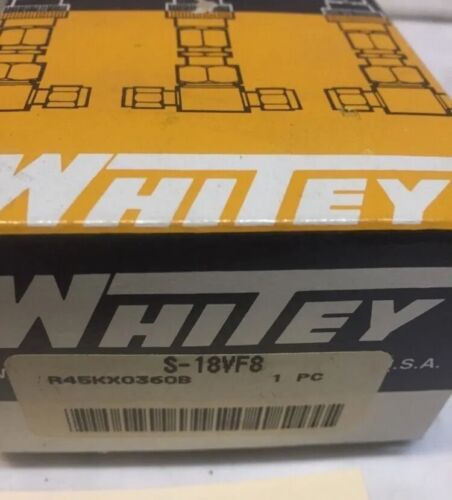 WHITEY
WHITEY
S-18VF8
.S.A.
R45KX0360B 1 PC